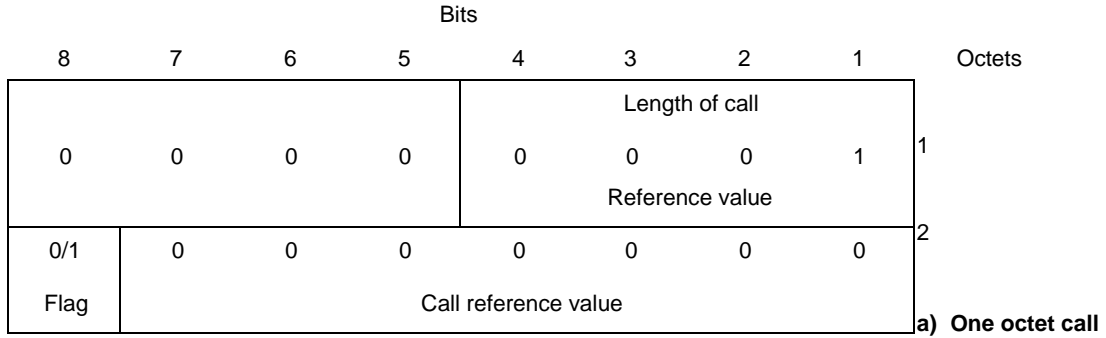 Bits
8 7 6 5 4 3 2 1 Octets
Length of call
0 0 0 0 0 0 0 1 1
Reference value
2
0/1 0 0 0 0 0 0 0
Flag Call reference value
a) One octet call